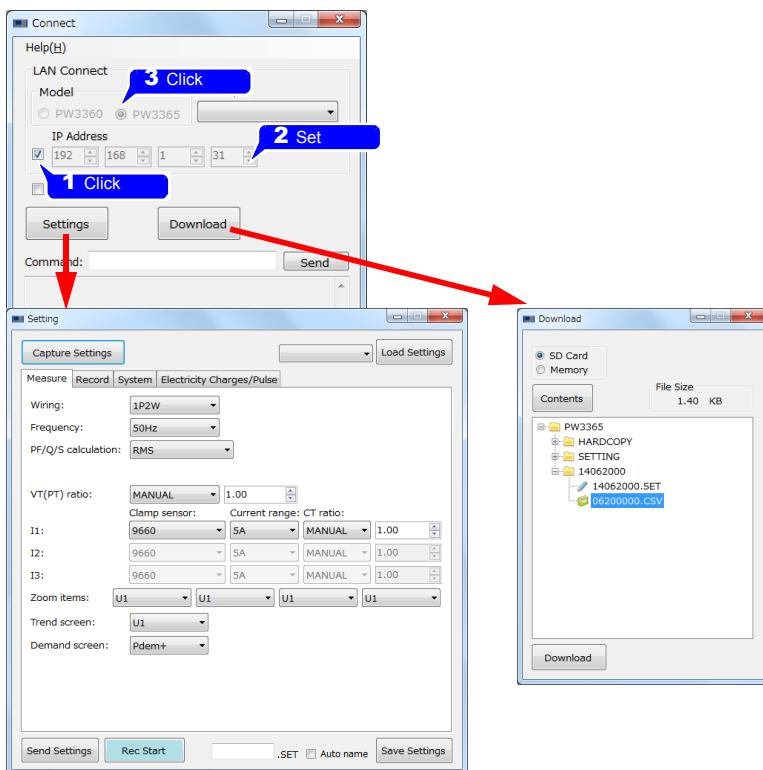 Connect
Help(H)
LAN Connect
3 Click
Model
PW3360 PW3365
IP Address
2 Set
192 168 1 31
1 Click
Settings Download
Command: Send
Setting
Capture Settings Load Settings
Measure Record System Electricity Charges/Pulse
Wiring: 1P2W
Frequency: 50Hz
PF/Q/S calculation: RMS
VT(PT) ratio: MANUAL 1.00
Clamp sensor: Current range: CT ratio:
I1: 9660 5A MANUAL 1.00
I2: 9660 5A MANUAL 1.00
I3: 9660 5A MANUAL 1.00
Zoom items: U1 U1 U1 U1
Trend screen: U1
Demand screen: Pdem+
Send Settings Rec Start .SET Auto name Save Settings
Download
SD Card
Memory
Contents
File Size
1.40 KB
PW3365
HARDCOPY
SETTING
14062000
14062000.SET
06200000.CSV
Download